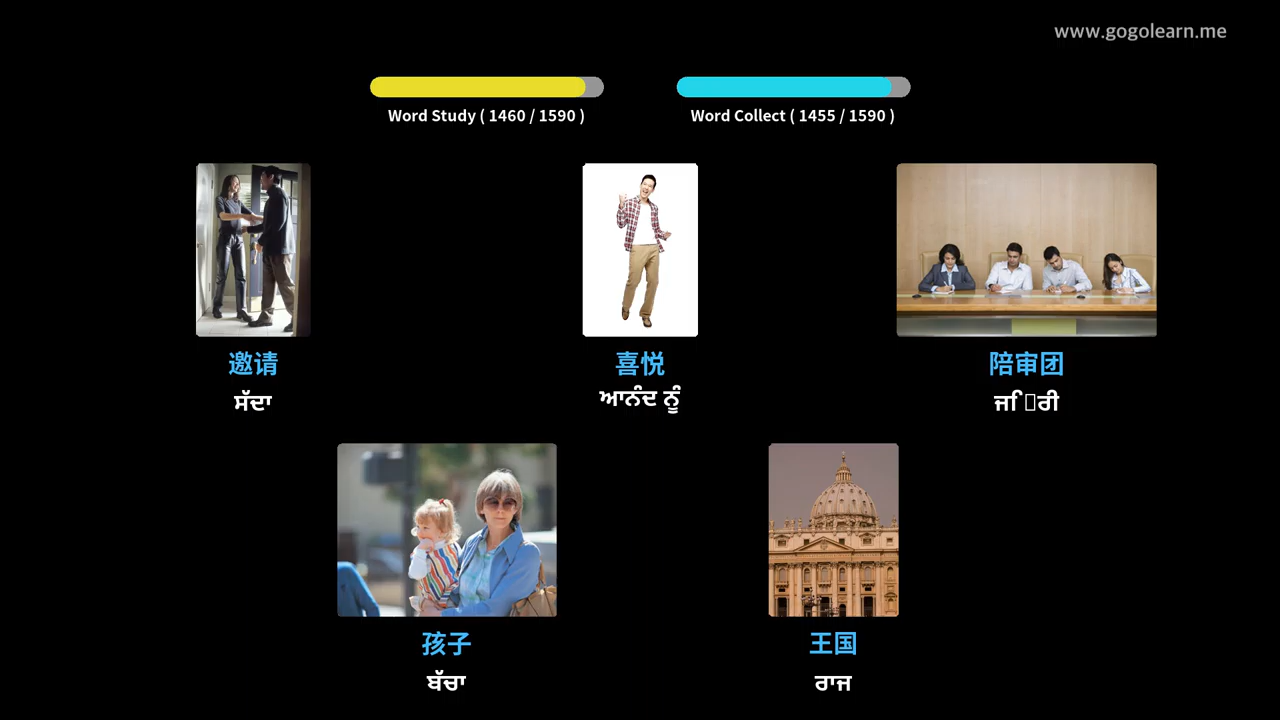 www.gogolearn.me
Word Study ( 1460 / 1590 )
Word Collect ( 1455 / 1590 )
邀请
ਸੱਦਾ
喜悦
ਆਨੰਦ ਨੂੰ
陪审团
孩子
ਬੱਚਾ
王国
ਰਾਜ